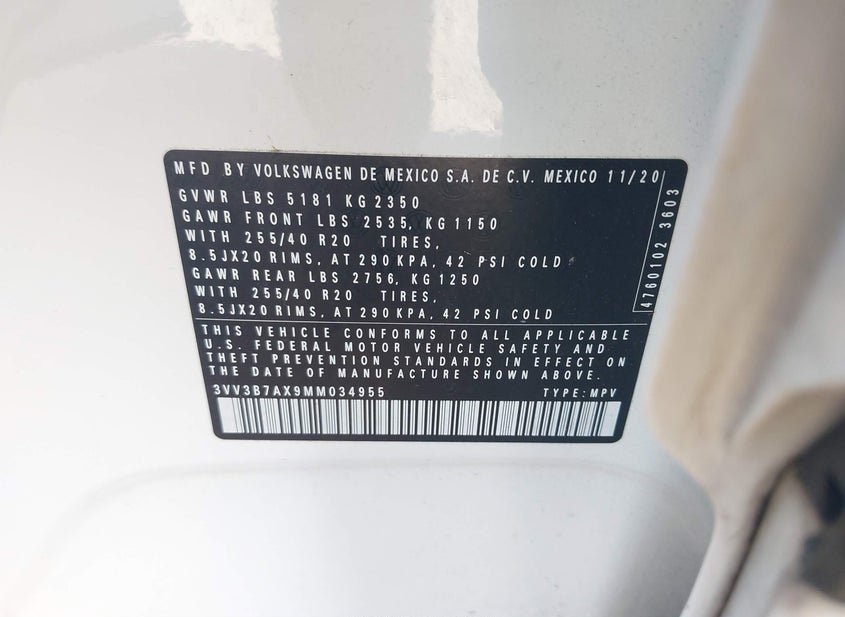 MFD BY VOLKSWAGEN DE MEXICO S.A. DE C.V. MEXICO 11/20
GVWR LBS 5181 KG 2350
GAWR FRONT LBS 2535, KG 1150
WITH 255/40 R20 TIRES,
8.5JX20 RIMS, AT 290 KPA, 42 PSI COLD
GAWR REAR LBS 2756, KG 1250
WITH 255/40 R20 TIRES,
8.5JX20 RIMS, AT 290 KPA, 42 PSI COLD
4760102 3603
THIS VEHICLE CONFORMS TO ALL APPLICABLE
U.S. FEDERAL MOTOR VEHICLE SAFETY AND
THEFT PREVENTION STANDARDS IN EFFECT ON
THE DATE OF MANUFACTURE SHOWN ABOVE.
3VV3B7AX9MM034955 TYPE: MPV